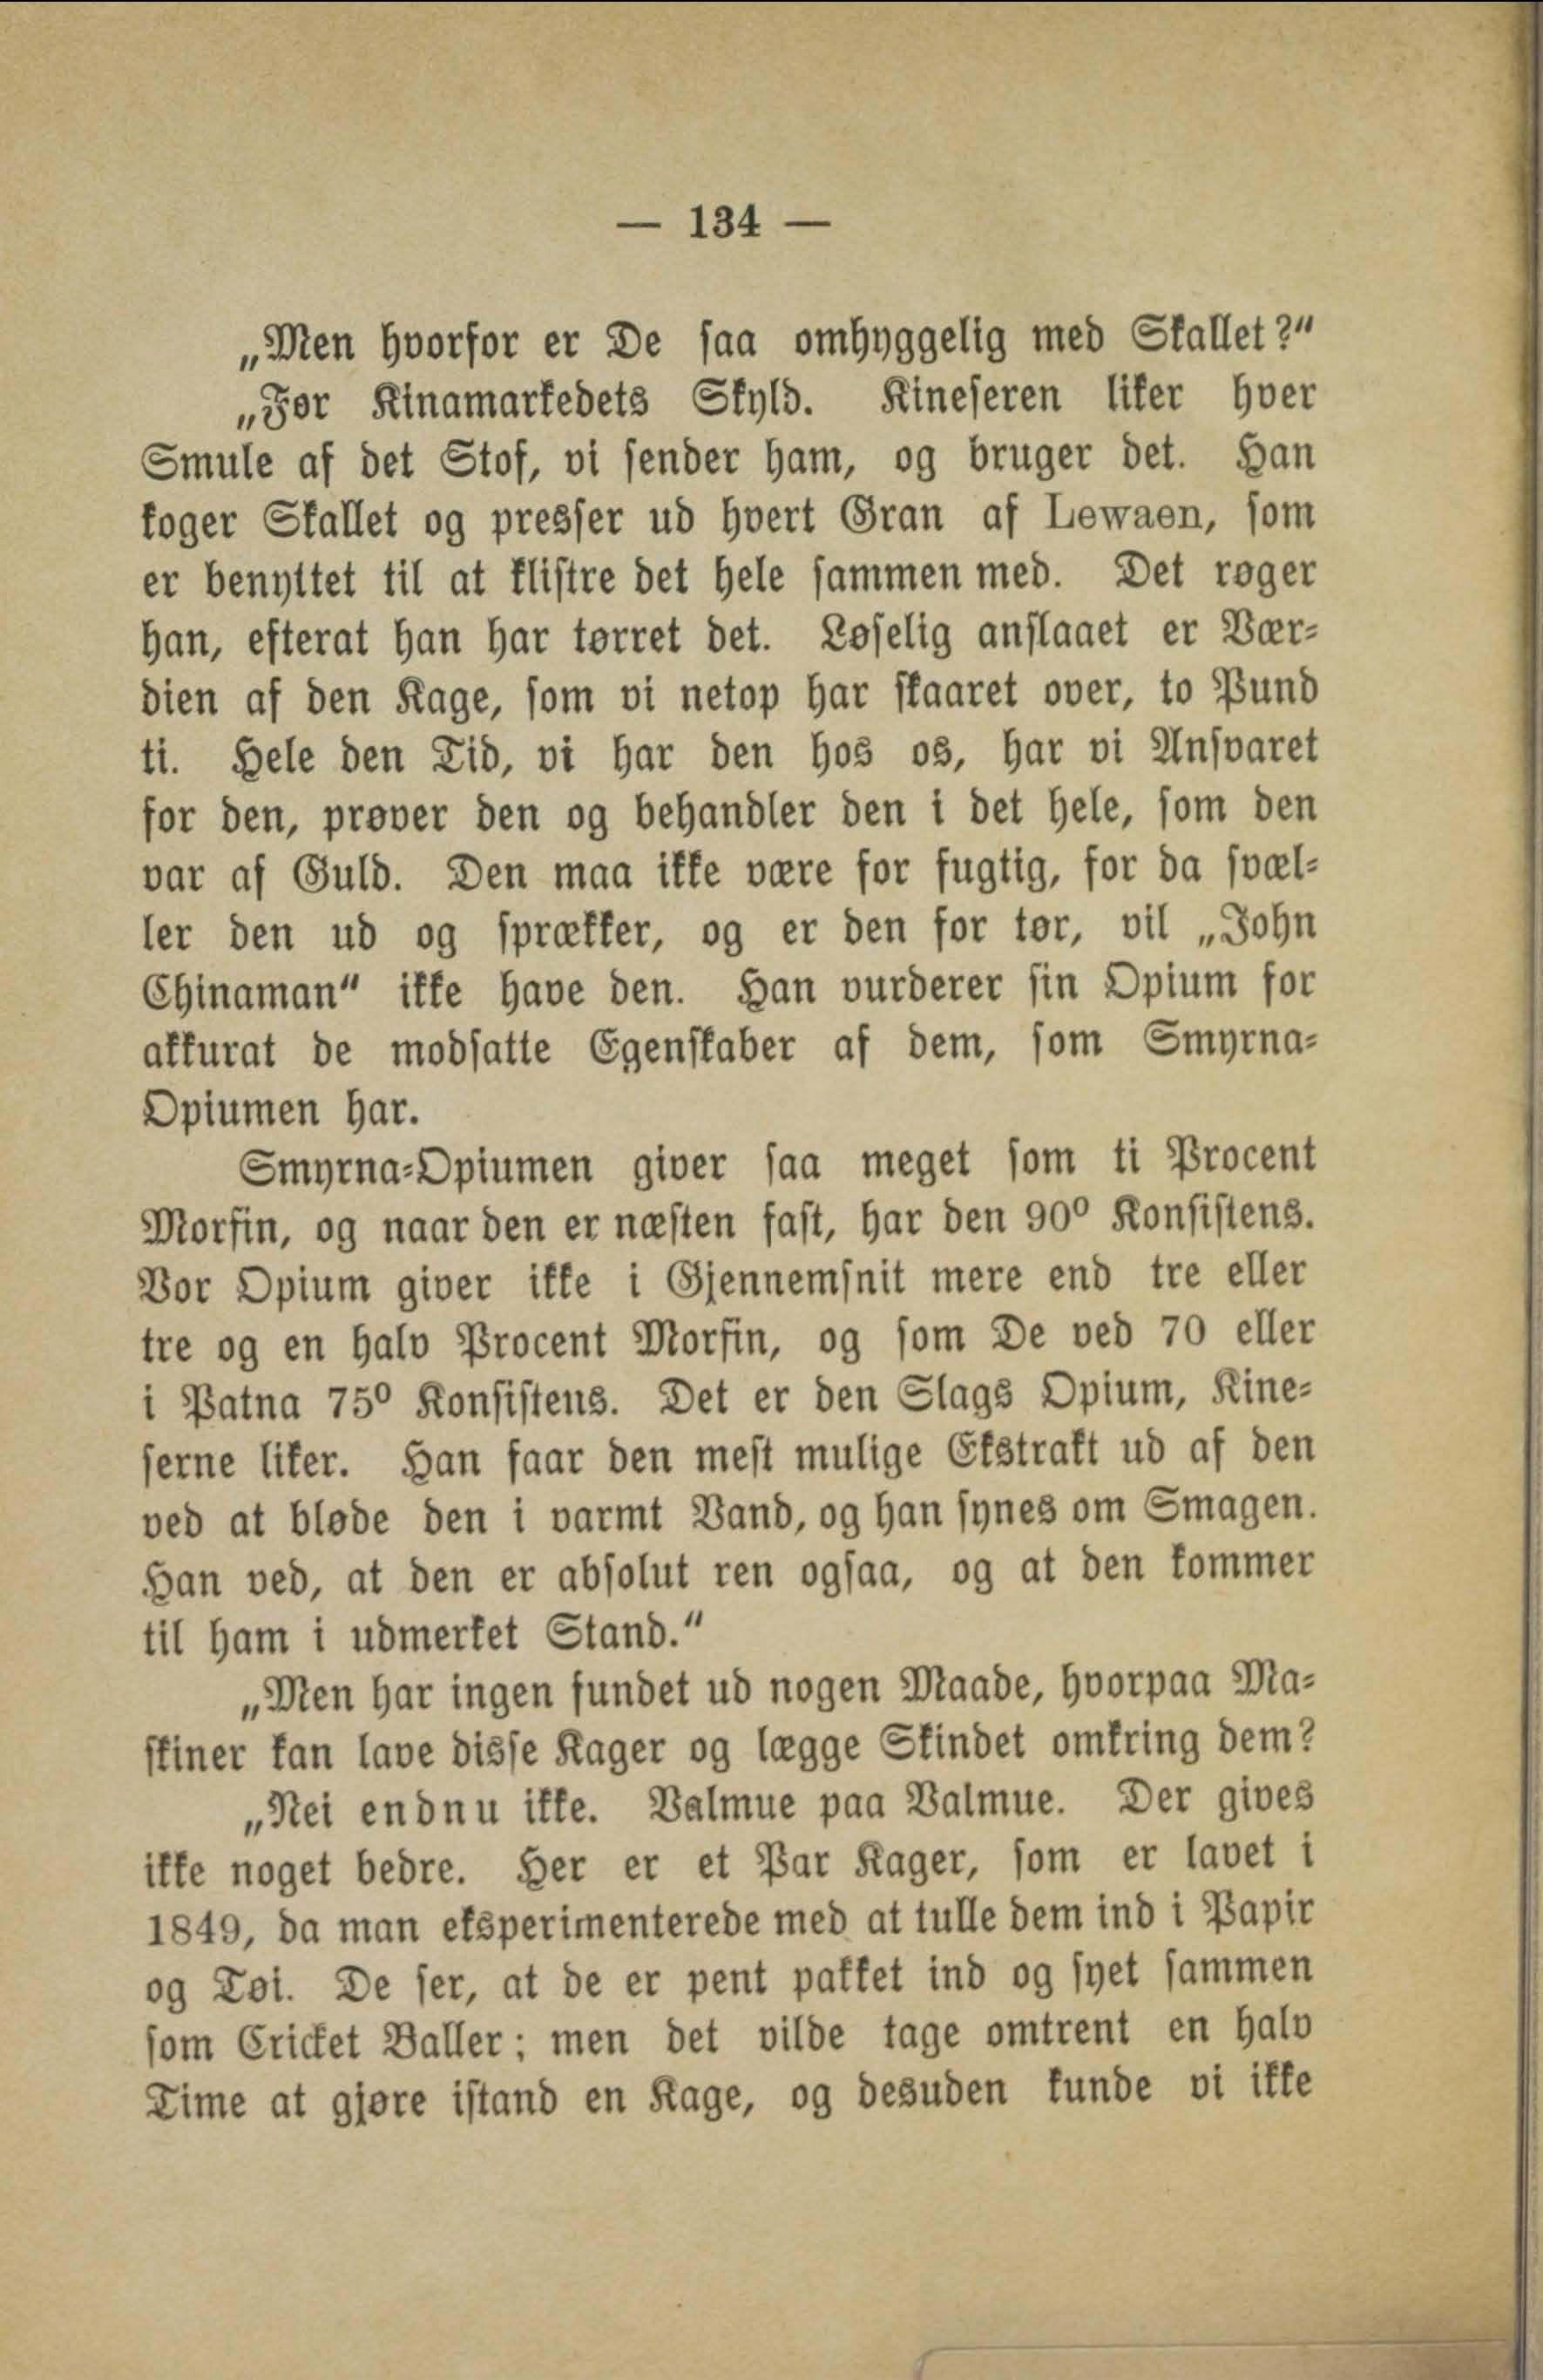 — 134 —
„Men hvorfor er De saa omhyggelig med Skallet?“
„For Kinamarkedets Skyld. Kineseren liker hver
Smule af det Stof, vi sender ham, og bruger det. Han
koger Skallet og presser ud hvert Gran af Lewaen, som
er benyttet til at klistre det hele sammen med. Det røger
han, efterat han har tørret det. Løselig anslaaet er Vær-
dien af den Kage, som vi netop har skaaret over, to Pund
ti. Hele den Tid, vi har den hos os, har vi Ansvaret
for den, prøver den og behandler den i det hele, som den
var af Guld. Den maa ikke være for fugtig, for da svæl-
ler den ud og sprækker, og er den for tør, vil „John
Chinaman“ ikke have den. Han vurderer sin Opium for
akkurat de modsatte Egenskaber af dem, som Smyrna-
Opiumen har.
Smyrna-Opiumen giver saa meget som ti Procent
Morfin, og naar den er næsten fast, har den 90⁰ Konsistens.
Vor Opium giver ikke i Gjennemsnit mere end tre eller
tre og en halv Procent Morfin, og som De ved 70 eller
i Patna 75⁰ Konsistens. Det er den Slags Opium, Kine-
serne liker. Han faar den mest mulige Ekstrakt ud af den
ved at bløde den i varmt Vand, og han synes om Smagen.
Han ved, at den er absolut ren ogsaa, og at den kommer
til ham i udmerket Stand.“
„Men har ingen fundet ud nogen Maade, hvorpaa Ma-
skiner kan lave disse Kager og lægge Skindet omkring dem?
„Nei endnu ikke. Valmue paa Valmue. Der gives
ikke noget bedre. Her er et Par Kager, som er lavet i
1849, da man eksperimenterede med at tulle dem ind i Papir
og Tøi. De ser, at de er pent pakket ind og syet sammen
som Cricket Baller; men det vilde tage omtrent en halv
Time at gjøre istand en Kage, og desuden kunde vi ikke